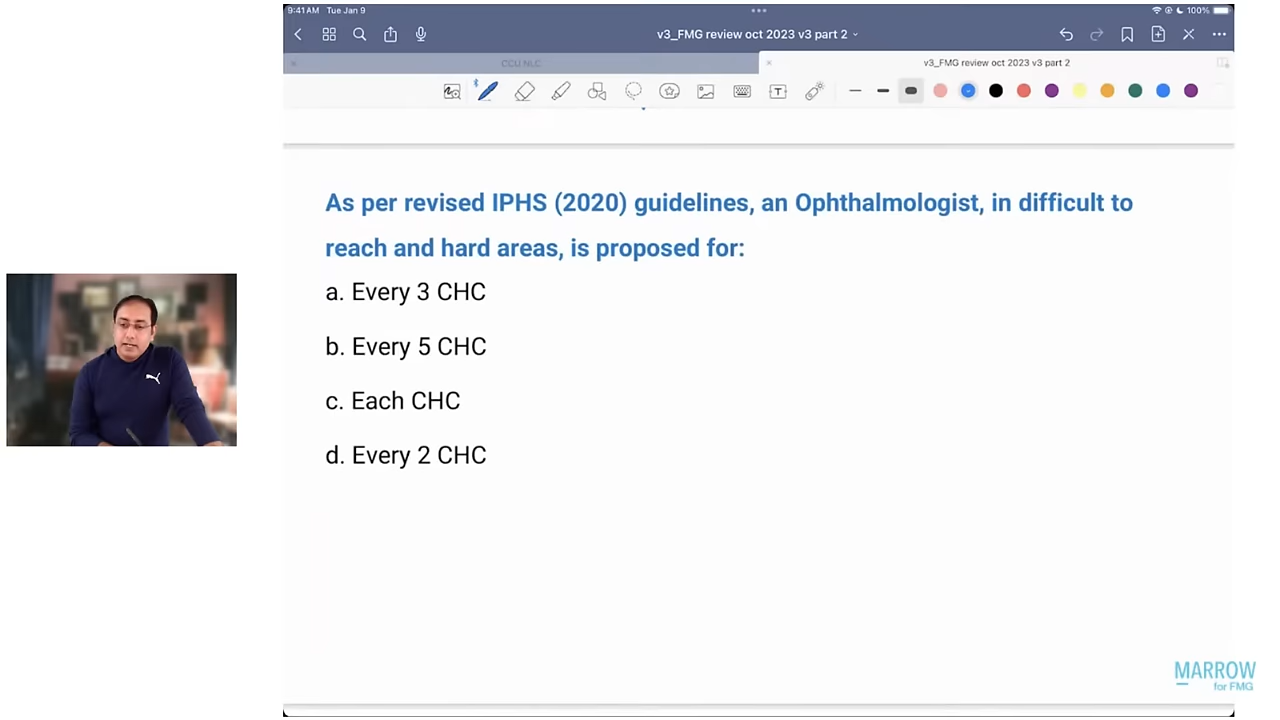 9:41 AM Tue Jan 9
100%
v3_FMG review oct 2023 v3 part 2
CCU NLC
v3_FMG review oct 2023 v3 part 2
As per revised IPHS (2020) guidelines, an Ophthalmologist, in difficult to
reach and hard areas, is proposed for:
a. Every 3 CHC
b. Every 5 CHC
c. Each CHC
d. Every 2 CHC
MARROW
for FMG